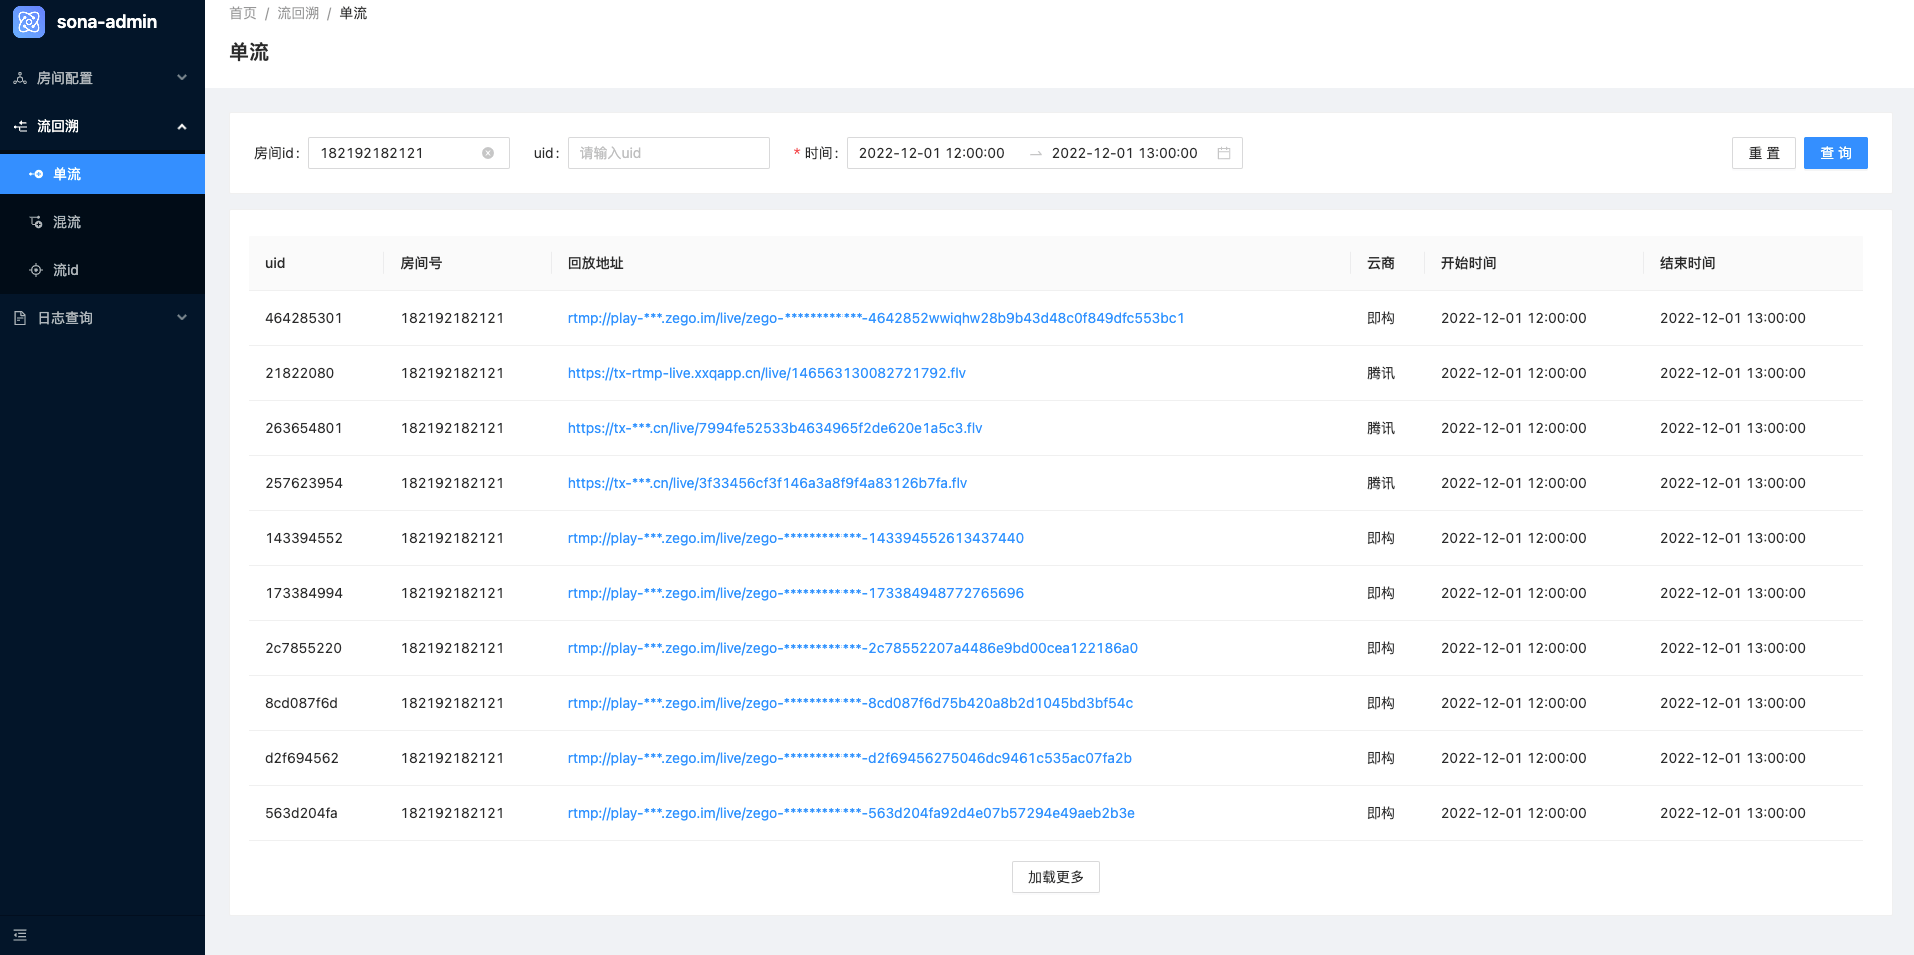 sona-admin
房间配置
流回溯
单流
混流
流id
日志查询
首页 / 流回溯 / 单流
单流
房间id: 182192182121 uid: 请输入uid * 时间: 2022-12-01 12:00:00 → 2022-12-01 13:00:00 重 置 查 询
uid 房间号 回放地址 云商 开始时间 结束时间
464285301 182192182121 rtmp://play-***.zego.im/live/zego-************-4642852wwiqhw28b9b43d48c0f849dfc553bc1 即构 2022-12-01 12:00:00 2022-12-01 13:00:00
21822080 182192182121 https://tx-rtmp-live.xxqapp.cn/live/146563130082721792.flv 腾讯 2022-12-01 12:00:00 2022-12-01 13:00:00
263654801 182192182121 https://tx-***.cn/live/7994fe52533b4634965f2de620e1a5c3.flv 腾讯 2022-12-01 12:00:00 2022-12-01 13:00:00
257623954 182192182121 https://tx-***.cn/live/3f33456cf3f146a3a8f9f4a83126b7fa.flv 腾讯 2022-12-01 12:00:00 2022-12-01 13:00:00
143394552 182192182121 rtmp://play-***.zego.im/live/zego-************-143394552613437440 即构 2022-12-01 12:00:00 2022-12-01 13:00:00
173384994 182192182121 rtmp://play-***.zego.im/live/zego-************-173384948772765696 即构 2022-12-01 12:00:00 2022-12-01 13:00:00
2c7855220 182192182121 rtmp://play-***.zego.im/live/zego-************-2c78552207a4486e9bd00cea122186a0 即构 2022-12-01 12:00:00 2022-12-01 13:00:00
8cd087f6d 182192182121 rtmp://play-***.zego.im/live/zego-************-8cd087f6d75b420a8b2d1045bd3bf54c 即构 2022-12-01 12:00:00 2022-12-01 13:00:00
d2f694562 182192182121 rtmp://play-***.zego.im/live/zego-************-d2f69456275046dc9461c535ac07fa2b 即构 2022-12-01 12:00:00 2022-12-01 13:00:00
563d204fa 182192182121 rtmp://play-***.zego.im/live/zego-************-563d204fa92d4e07b57294e49aeb2b3e 即构 2022-12-01 12:00:00 2022-12-01 13:00:00
加载更多